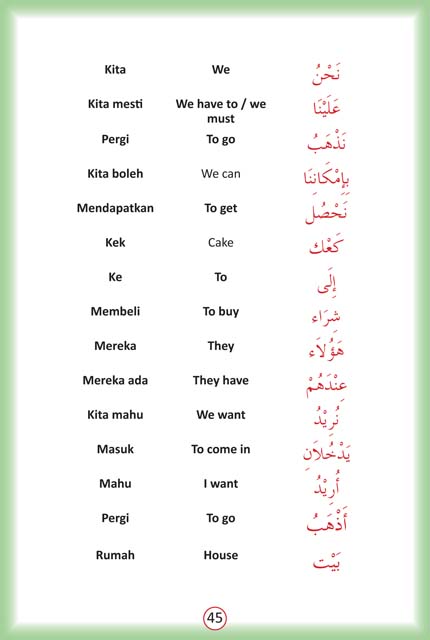 Kita We نَحْنُ
Kita mesti We have to / we must عَلَيْنَا
Pergi To go نَذْهَبُ
Kita boleh We can بِإِمْكَانِنَا
Mendapatkan To get نَحْصُل
Kek Cake كَعْك
Ke To إِلَى
Membeli To buy شِرَاء
Mereka They هَؤُلَاء
Mereka ada They have عِنْدَهُمْ
Kita mahu We want نُرِيْدُ
Masuk To come in يَدْخُلاَنِ
Mahu I want أُرِيْدُ
Pergi To go أَذْهَبُ
Rumah House بَيْت
45